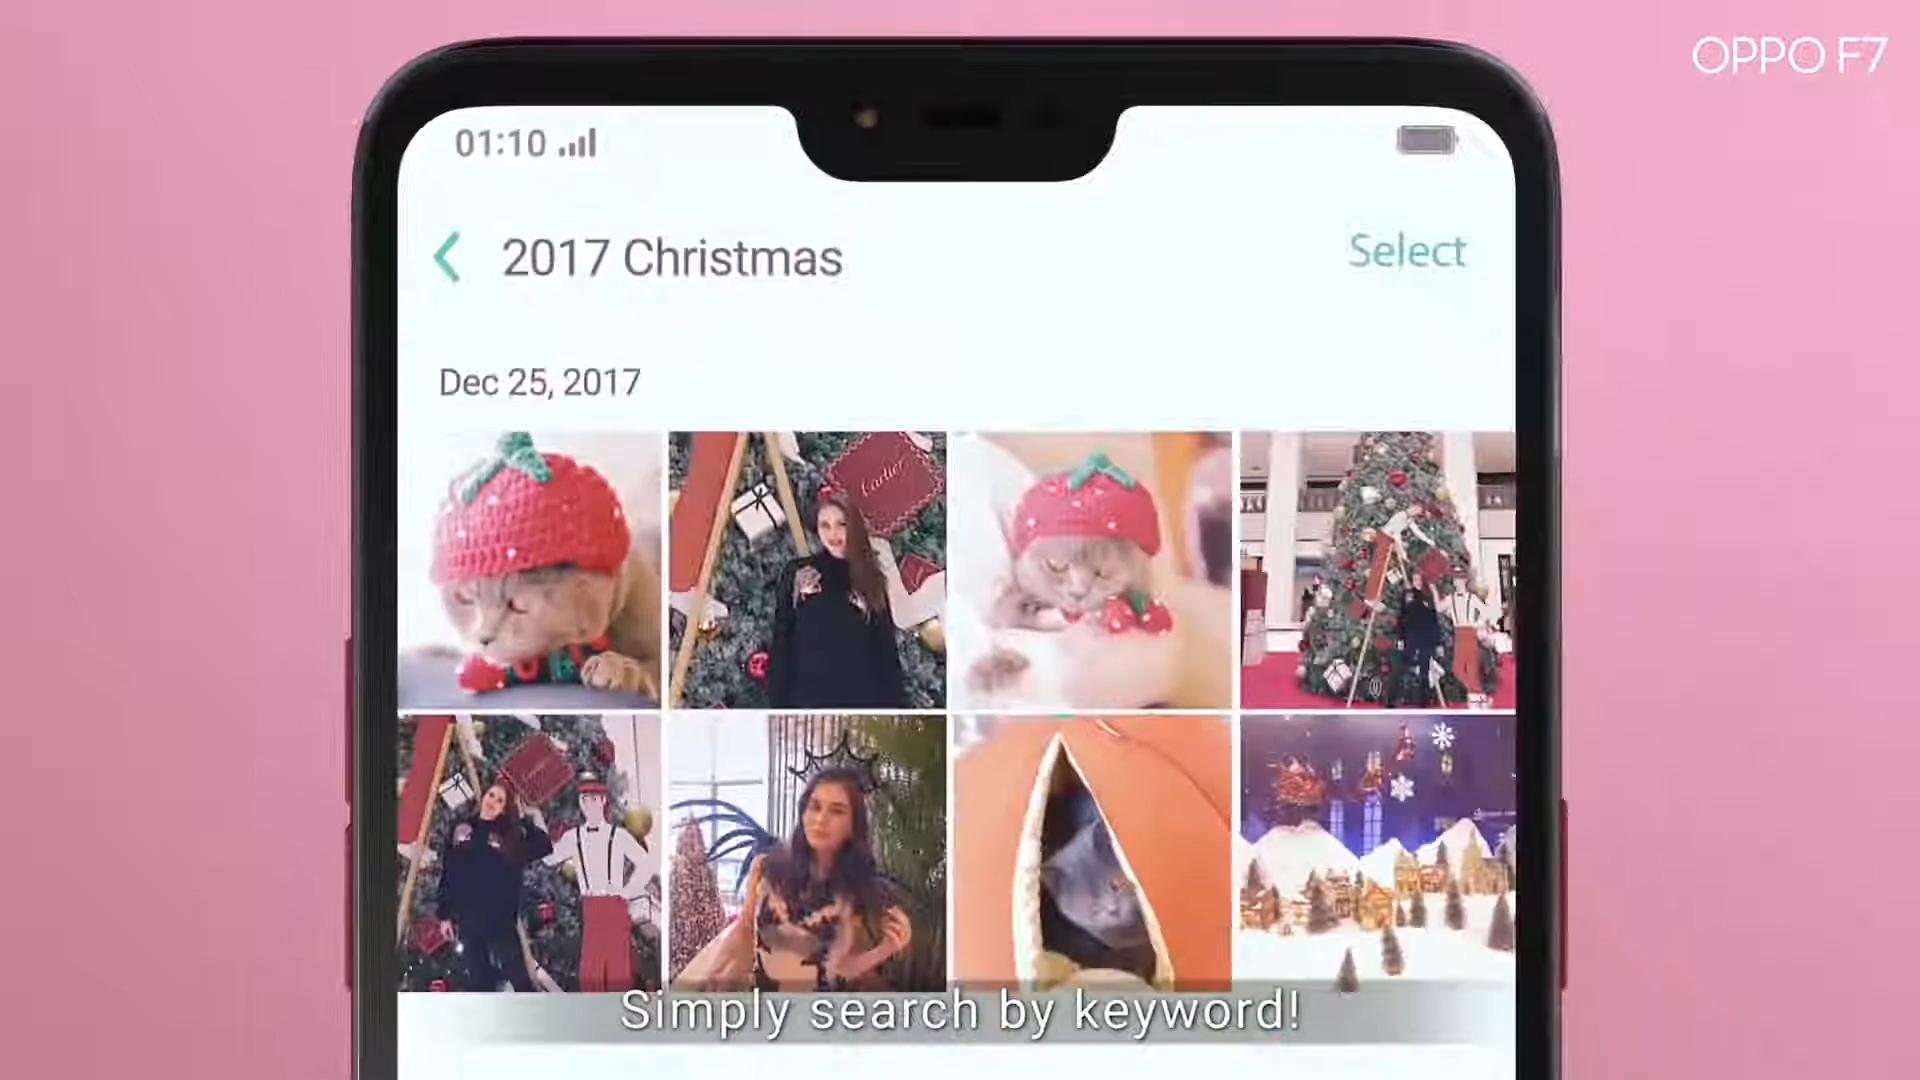 OPPO F7
01:10
2017 Christmas
Select
Dec 25, 2017
Cartier
Simply search by keyword!